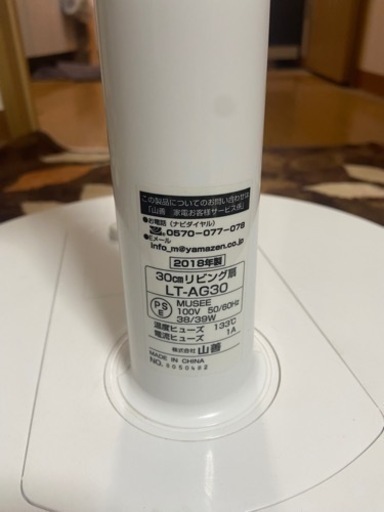 この製品についてのお問い合わせは
「山善 家電お客様サービス係」
●お電話(ナビダイヤル)
0570-077-078
●Eメール
info_m@yamazen.co.jp
2018年製
30cmリビング扇
LT-AG30
MUSEE
PS
E
100V 50/60Hz
38/39W
温度ヒューズ 133℃
電流ヒューズ 1A
株式会社 山善
MADE IN CHINA
NO.